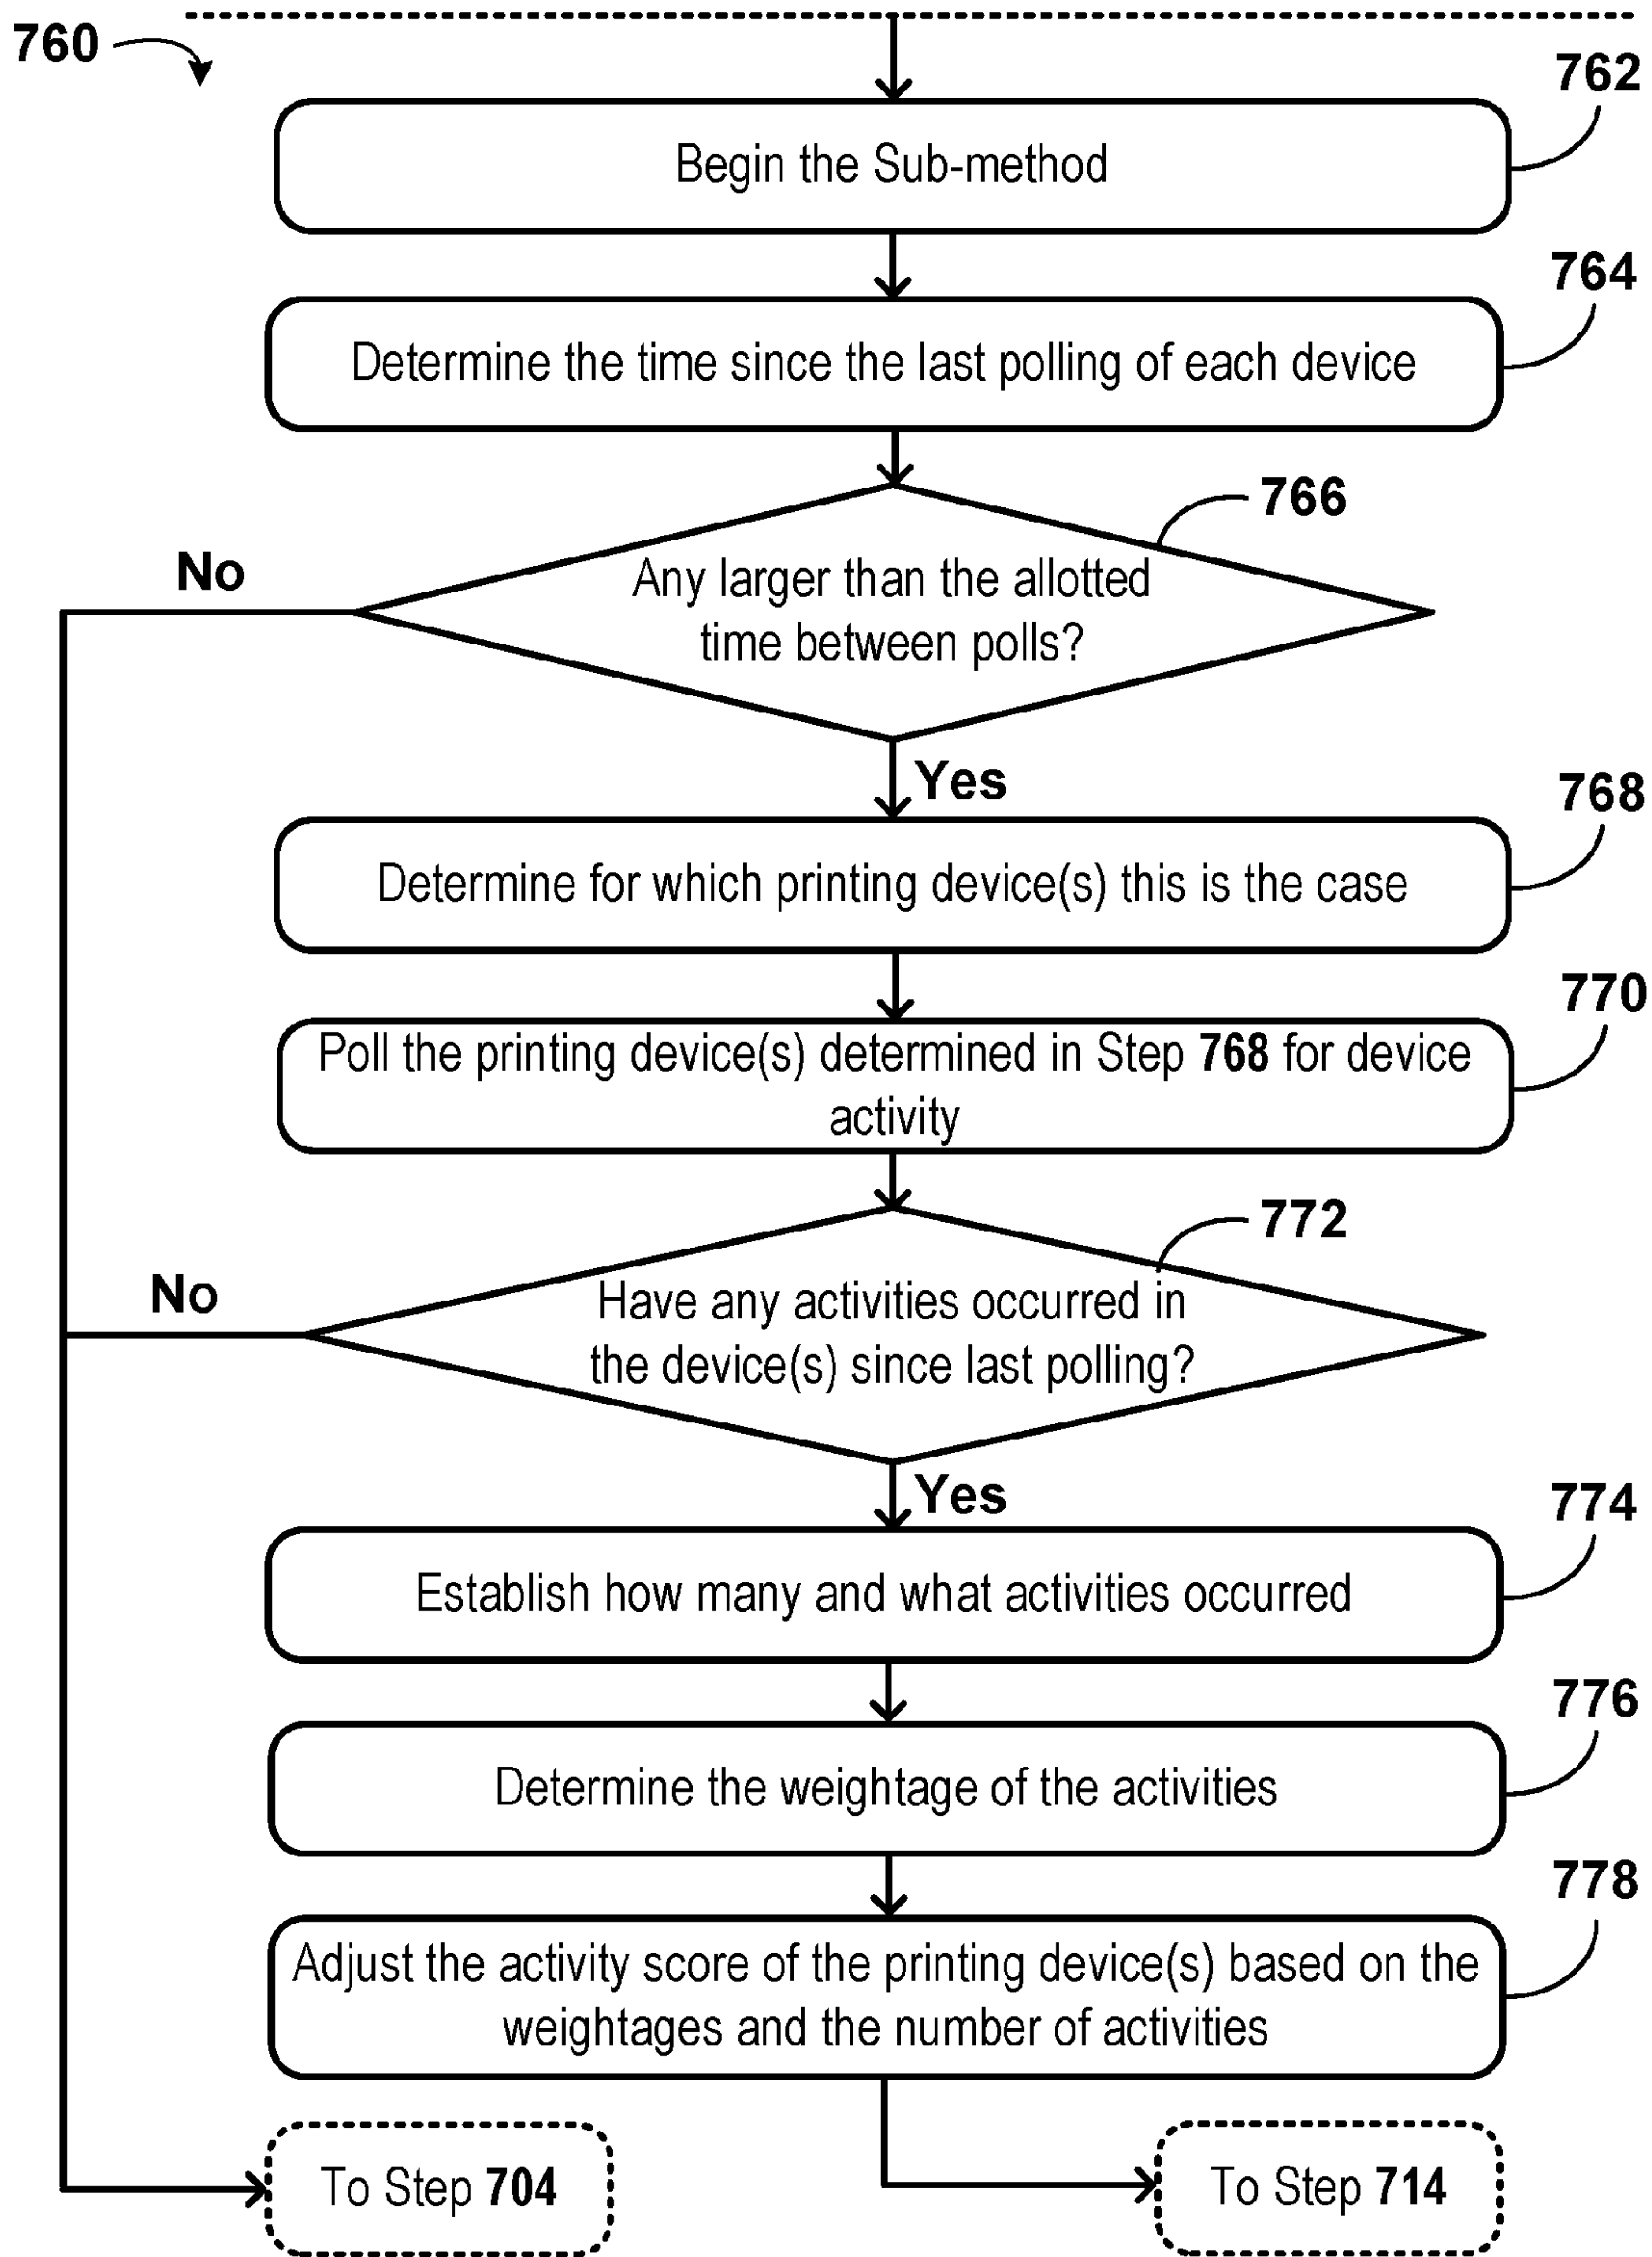 760
762
Begin the Sub-method
764
Determine the time since the last polling of each device
766
No
Any larger than the allotted
time between polls?
Yes
768
Determine for which printing device(s) this is the case
770
Poll the printing device(s) determined in Step 768 for device
activity
772
No
Have any activities occurred in
the device(s) since last polling?
Yes
774
Establish how many and what activities occurred
776
Determine the weightage of the activities
778
Adjust the activity score of the printing device(s) based on the
weightages and the number of activities
To Step 704
To Step 714